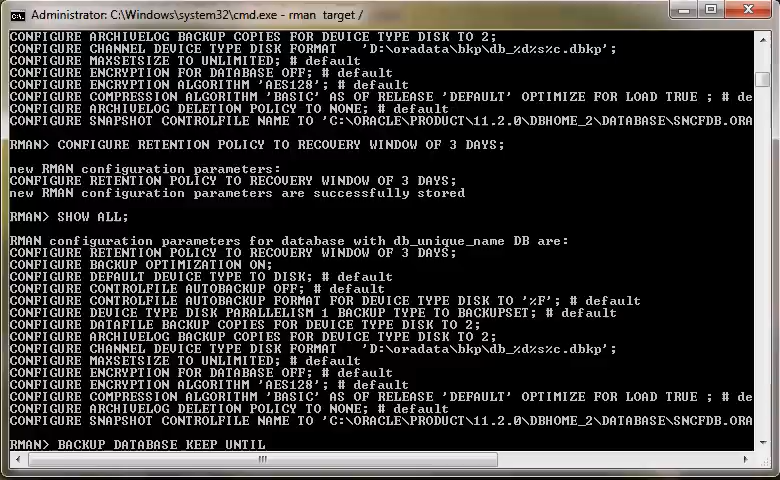 Administrator: C:\Windows\system32\cmd.exe - rman target /
CONFIGURE ARCHIVELOG BACKUP COPIES FOR DEVICE TYPE DISK TO 2;
CONFIGURE CHANNEL DEVICE TYPE DISK FORMAT   'D:\oradata\bkp\db_%d%s%c.dbkp';
CONFIGURE MAXSETSIZE TO UNLIMITED; # default
CONFIGURE ENCRYPTION FOR DATABASE OFF; # default
CONFIGURE ENCRYPTION ALGORITHM 'AES128'; # default
CONFIGURE COMPRESSION ALGORITHM 'BASIC' AS OF RELEASE 'DEFAULT' OPTIMIZE FOR LOAD TRUE ; # de
CONFIGURE ARCHIVELOG DELETION POLICY TO NONE; # default
CONFIGURE SNAPSHOT CONTROLFILE NAME TO 'C:\ORACLE\PRODUCT\11.2.0\DBHOME_2\DATABASE\SNCFDB.ORA
RMAN> CONFIGURE RETENTION POLICY TO RECOVERY WINDOW OF 3 DAYS;
new RMAN configuration parameters:
CONFIGURE RETENTION POLICY TO RECOVERY WINDOW OF 3 DAYS;
new RMAN configuration parameters are successfully stored
RMAN> SHOW ALL;
RMAN configuration parameters for database with db_unique_name DB are:
CONFIGURE RETENTION POLICY TO RECOVERY WINDOW OF 3 DAYS;
CONFIGURE BACKUP OPTIMIZATION ON;
CONFIGURE DEFAULT DEVICE TYPE TO DISK; # default
CONFIGURE CONTROLFILE AUTOBACKUP OFF; # default
CONFIGURE CONTROLFILE AUTOBACKUP FORMAT FOR DEVICE TYPE DISK TO '%F'; # default
CONFIGURE DEVICE TYPE DISK PARALLELISM 1 BACKUP TYPE TO BACKUPSET; # default
CONFIGURE DATAFILE BACKUP COPIES FOR DEVICE TYPE DISK TO 2;
CONFIGURE ARCHIVELOG BACKUP COPIES FOR DEVICE TYPE DISK TO 2;
CONFIGURE CHANNEL DEVICE TYPE DISK FORMAT   'D:\oradata\bkp\db_%d%s%c.dbkp';
CONFIGURE MAXSETSIZE TO UNLIMITED; # default
CONFIGURE ENCRYPTION FOR DATABASE OFF; # default
CONFIGURE ENCRYPTION ALGORITHM 'AES128'; # default
CONFIGURE COMPRESSION ALGORITHM 'BASIC' AS OF RELEASE 'DEFAULT' OPTIMIZE FOR LOAD TRUE ; # de
CONFIGURE ARCHIVELOG DELETION POLICY TO NONE; # default
CONFIGURE SNAPSHOT CONTROLFILE NAME TO 'C:\ORACLE\PRODUCT\11.2.0\DBHOME_2\DATABASE\SNCFDB.ORA
RMAN> BACKUP DATABASE KEEP UNTIL